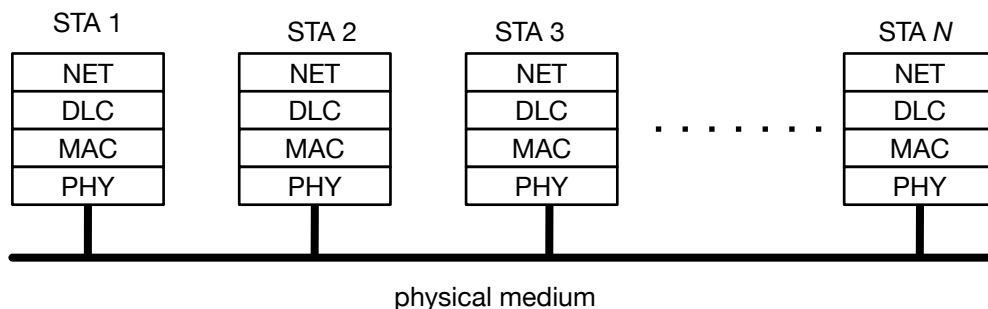 STA 1
STA 2
STA 3
STA N
NET
NET
NET
NET
DLC
DLC
DLC
DLC
MAC
MAC
MAC
MAC
PHY
PHY
PHY
PHY
physical medium